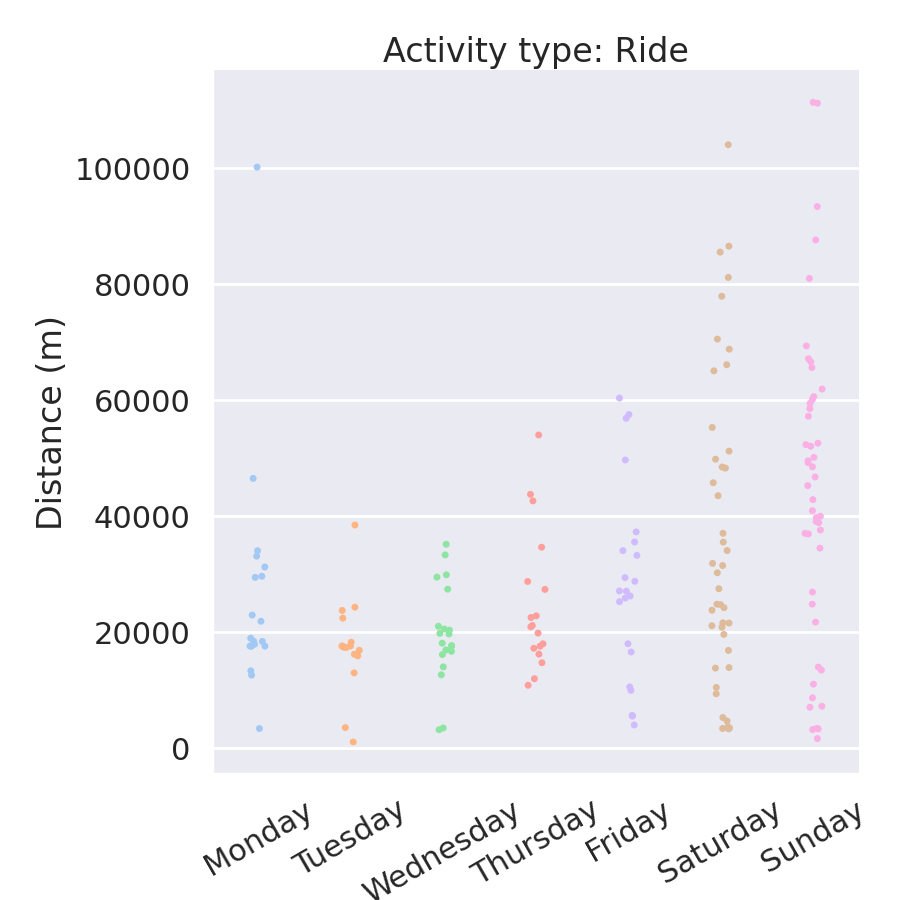 Activity type: Ride
Distance (m)
100000
80000
60000
40000
20000
0
Monday
Tuesday
Wednesday
Thursday
Friday
Saturday
Sunday